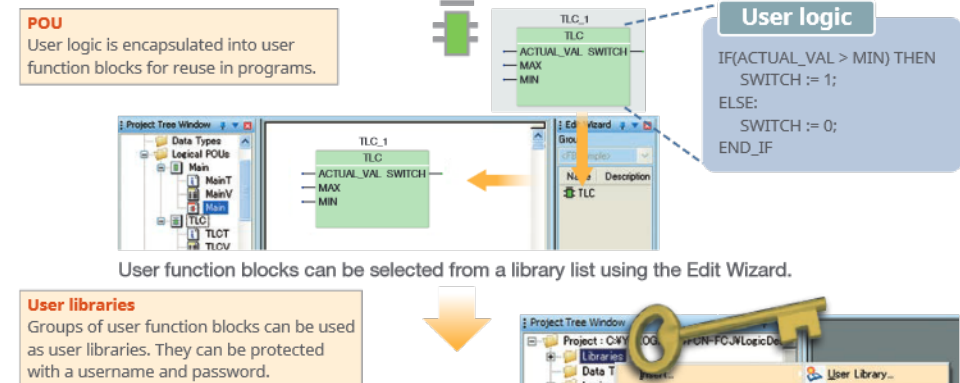 POU
User logic is encapsulated into user
function blocks for reuse in programs.
TLC_1
TLC
ACTUAL_VAL SWITCH
MAX
MIN
User logic
IF(ACTUAL_VAL > MIN) THEN
SWITCH := 1;
ELSE:
SWITCH := 0;
END_IF
Project Tree Window
Data Types
Logical POUs
Main
MainT
MainV
Main
TLC
TLCT
TLCV
TLC_1
TLC
ACTUAL_VAL SWITCH
MAX
MIN
Edit Wizard
Description
TLC
User function blocks can be selected from a library list using the Edit Wizard.
User libraries
Groups of user function blocks can be used
as user libraries. They can be protected
with a username and password.
Project Tree Window
Project : C:¥Y
Libraries
Data T
User Library...